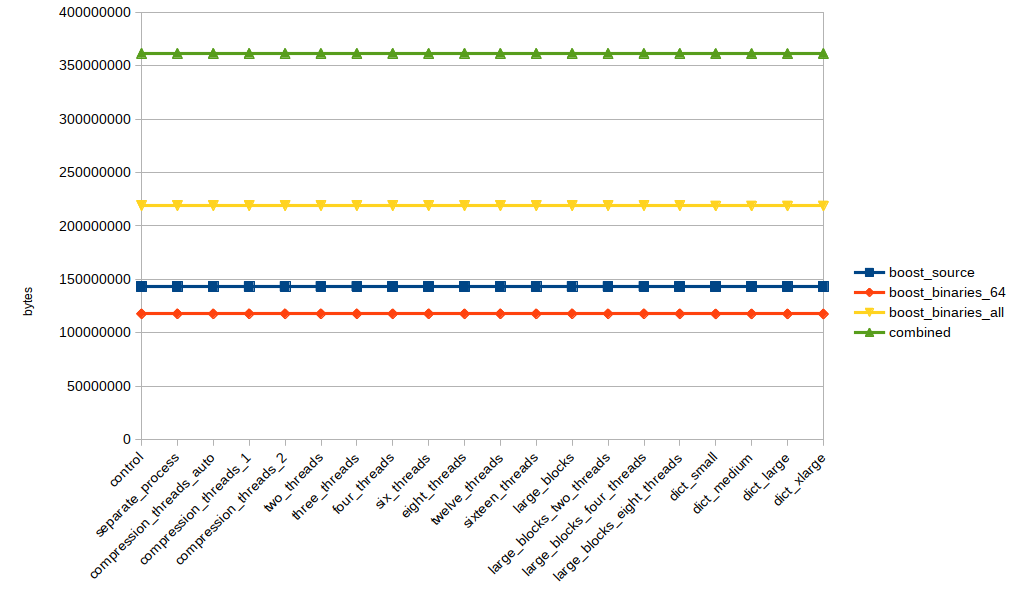 400000000
350000000
300000000
250000000
200000000
150000000
100000000
50000000
0
bytes
control
separate_process
compression_threads_auto
compression_threads_1
compression_threads_2
two_threads
three_threads
four_threads
six_threads
eight_threads
twelve_threads
sixteen_threads
large_blocks
large_blocks_two_threads
large_blocks_four_threads
large_blocks_eight_threads
dict_small
dict_medium
dict_large
dict_xlarge
boost_source
boost_binaries_64
boost_binaries_all
combined